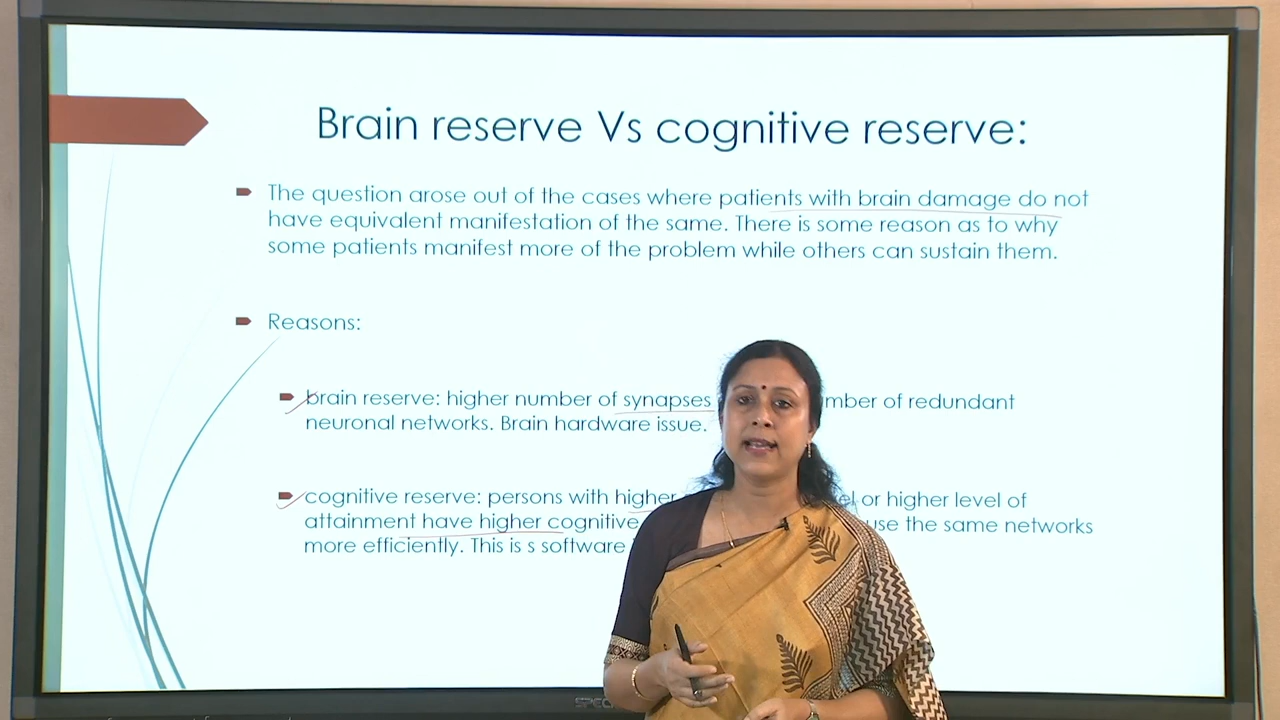 Brain reserve Vs cognitive reserve:
The question arose out of the cases where patients with brain damage do not
have equivalent manifestation of the same. There is some reason as to why
some patients manifest more of the problem while others can sustain them.
Reasons:
brain reserve: higher number of synapses mber of redundant
neuronal networks. Brain hardware issue.
cognitive reserve: persons with higher or higher level of
attainment have higher cognitive use the same networks
more efficiently. This is s software